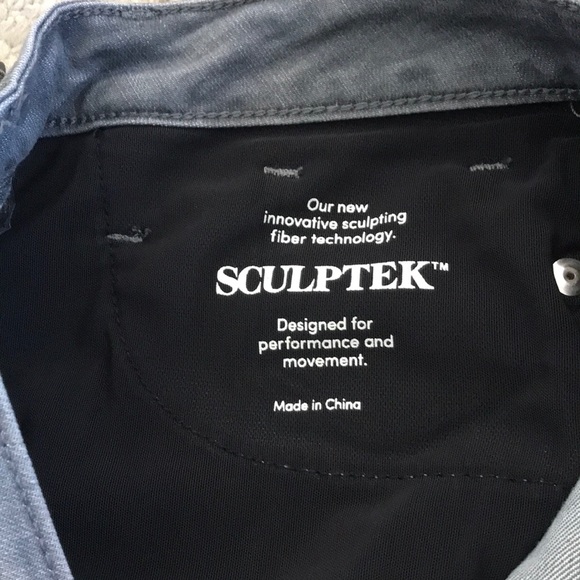 Our new
innovative sculpting
fiber technology.
SCULPTEK™
Designed for
performance and
movement.
Made in China